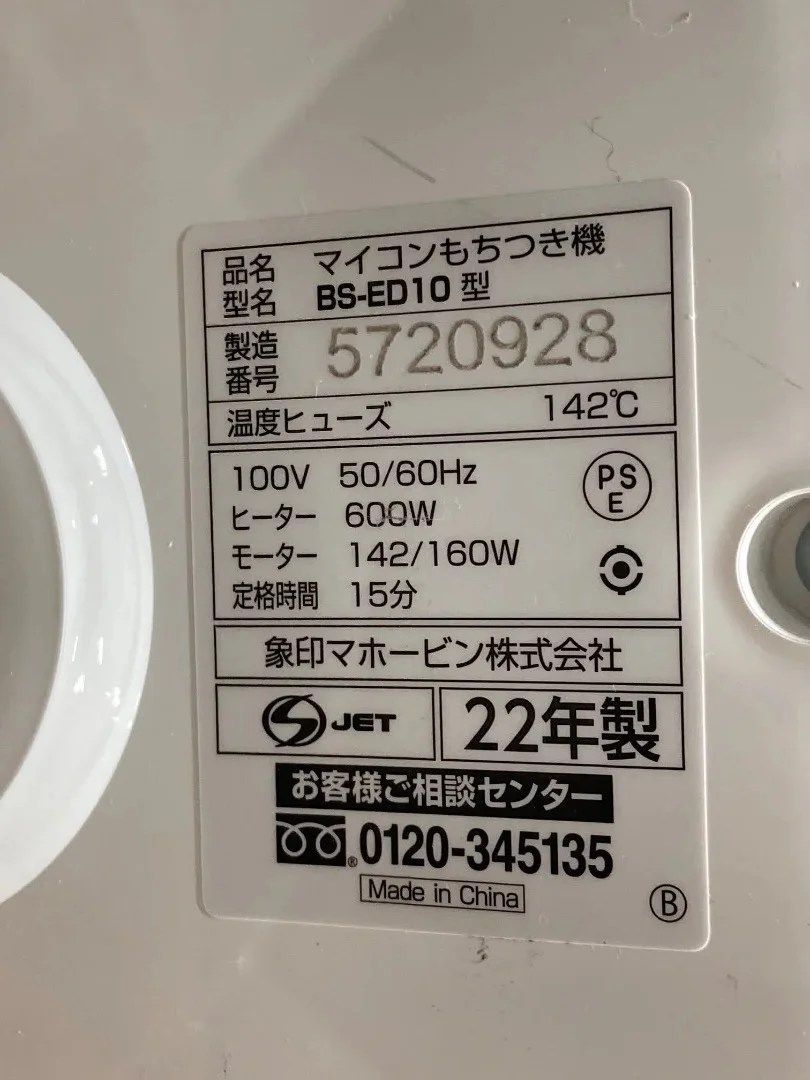 品名 マイコンもちつき機
型名 BS-ED10 型
製造番号 5720928
温度ヒューズ 142℃
100V 50/60Hz
PSE
ヒーター 600W
モーター 142/160W
定格時間 15分
象印マホービン株式会社
S JET
22年製
お客様ご相談センター
® 0120-345135
Made in China
B